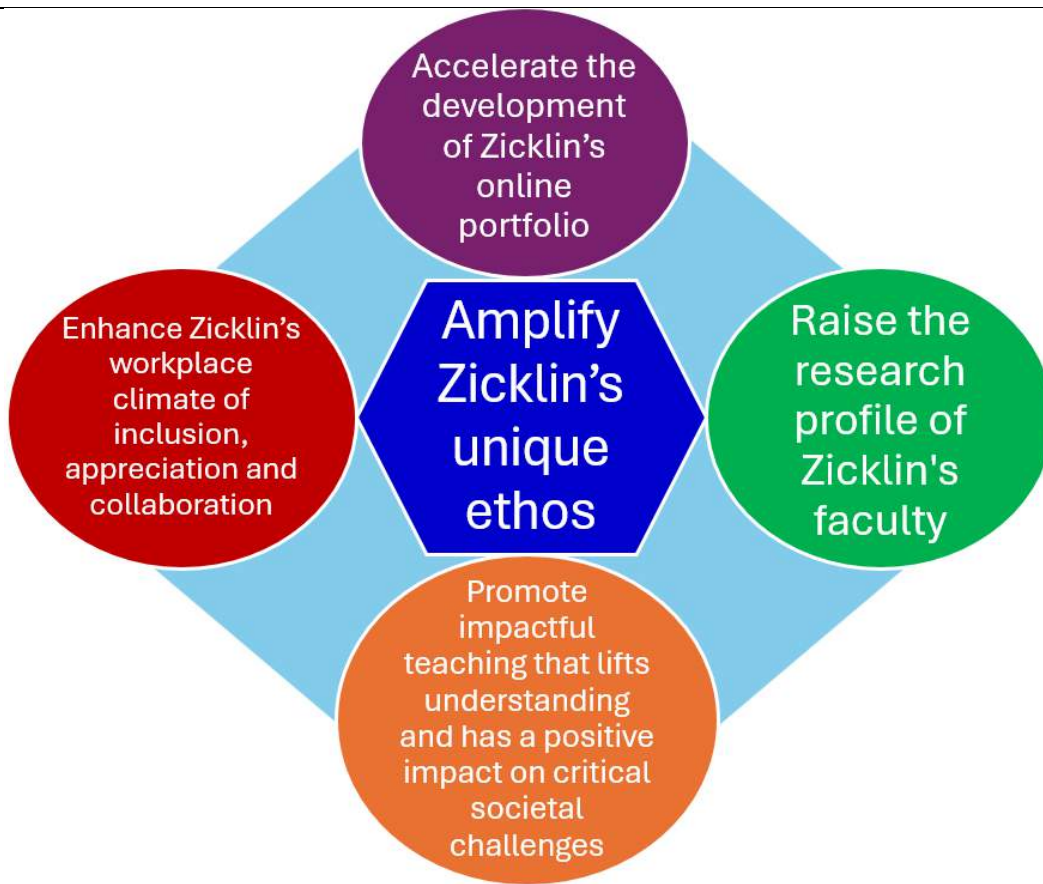 Accelerate the
development
of Zicklin’s
online
portfolio
Enhance Zicklin’s
workplace
climate of
inclusion,
appreciation and
collaboration
Amplify
Zicklin’s
unique
ethos
Raise the
research
profile of
Zicklin's
faculty
Promote
impactful
teaching that lifts
understanding
and has a positive
impact on critical
societal
challenges